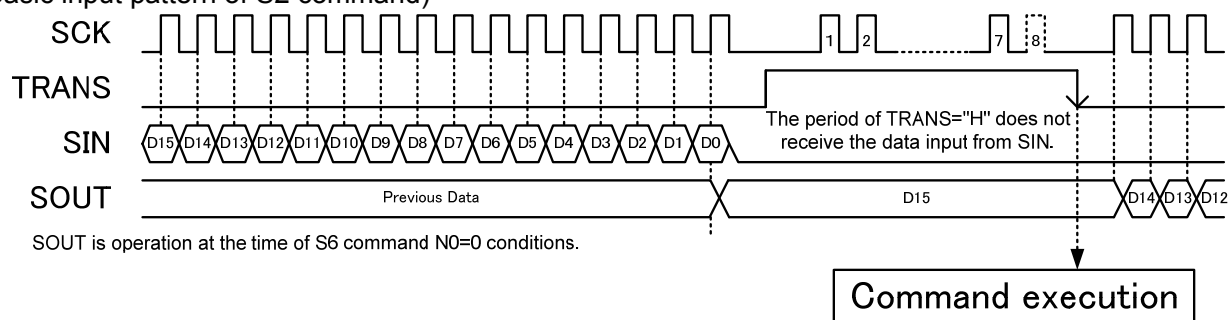 basic input pattern of S2 command)
SCK 1 2 7 8
TRANS
The period of TRANS="H" does not
receive the data input from SIN.
SIN D15 D14 D13 D12 D11 D10 D9 D8 D7 D6 D5 D4 D3 D2 D1 D0
SOUT Previous Data D15 D14 D13 D12
SOUT is operation at the time of S6 command N0=0 conditions.
Command execution